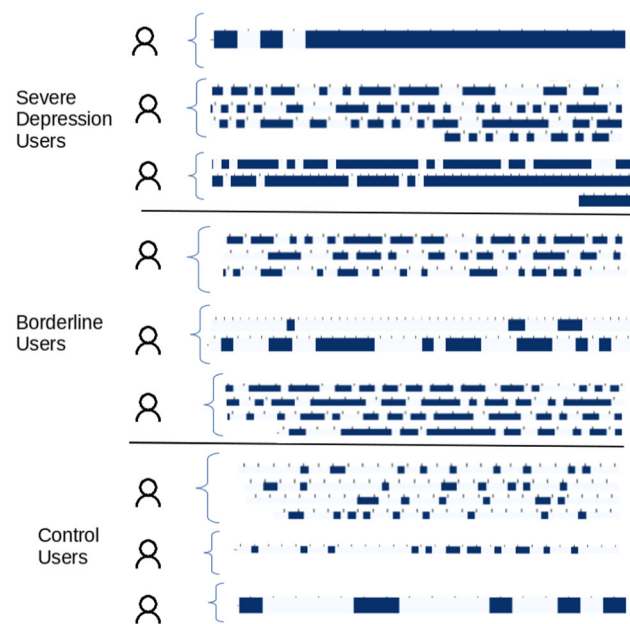 Severe
Depression
Users
Borderline
Users
Control
Users